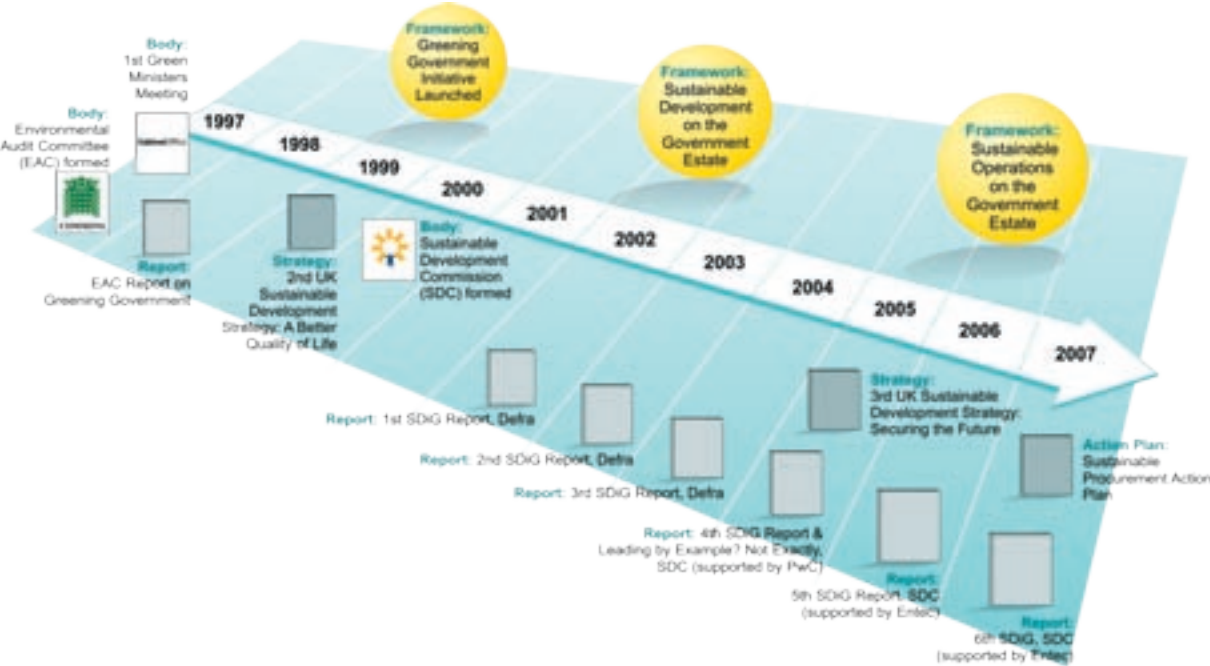 Framework:
Greening
Government
Initiative
Launched
Framework:
Sustainable
Development
on the
Government
Estate
Framework:
Sustainable
Operations
on the
Government
Estate
Body:
1st Green
Ministers
Meeting
Body:
Environmental
Audit Committee
(EAC) formed
1997
1998
1999
2000
2001
2002
2003
2004
2005
2006
2007
Report:
EAC Report on
Greening Government
Strategy:
2nd UK
Sustainable
Development
Strategy: A Better
Quality of Life
Body:
Sustainable
Development
Commission
(SDC) formed
Report: 1st SDiG Report, Defra
Report: 2nd SDiG Report, Defra
Report: 3rd SDiG Report, Defra
Report: 4th SDiG Report &
Leading by Example? Not Exactly,
SDC (supported by PwC)
Strategy:
3rd UK Sustainable
Development Strategy:
Securing the Future
Report:
5th SDiG Report, SDC
(supported by Entec)
Action Plan:
Sustainable
Procurement Action
Plan
Report:
6th SDiG, SDC
(supported by Entec)